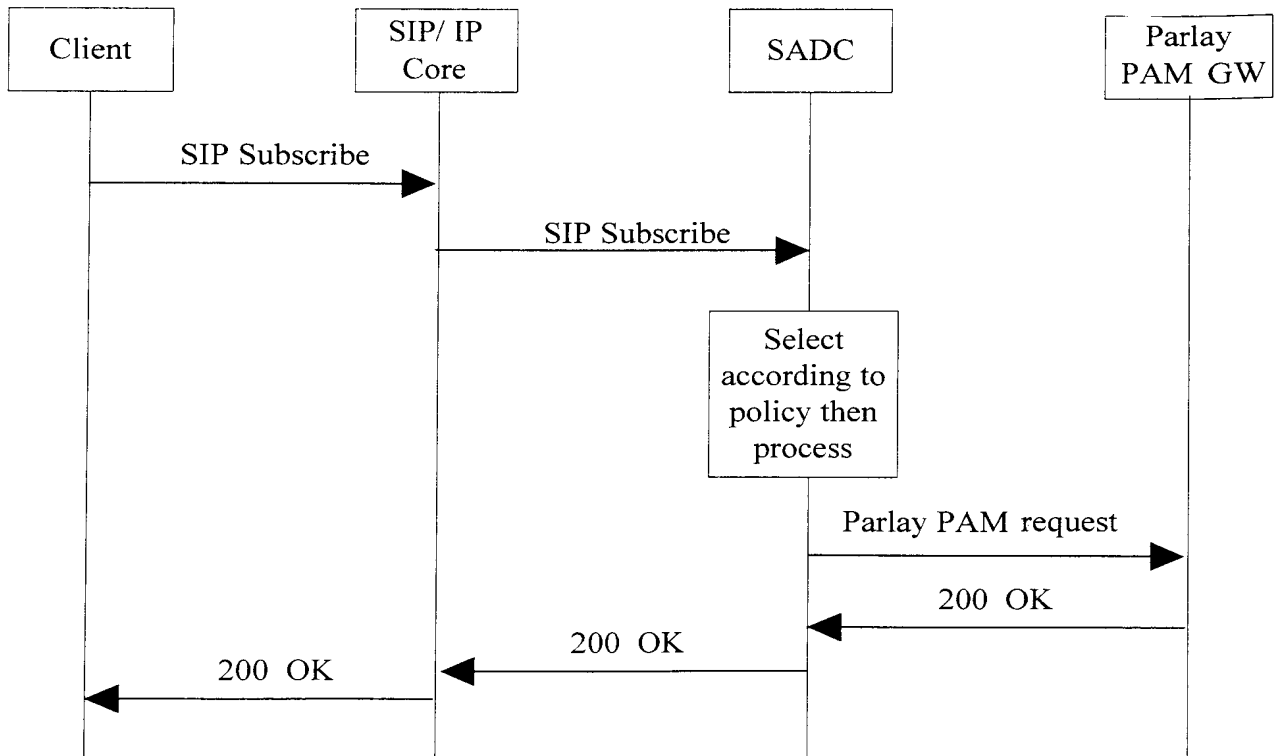 Client
SIP/ IP
Core
SADC
Parlay
PAM GW
SIP Subscribe
SIP Subscribe
Select
according to
policy then
process
Parlay PAM request
200 OK
200 OK
200 OK